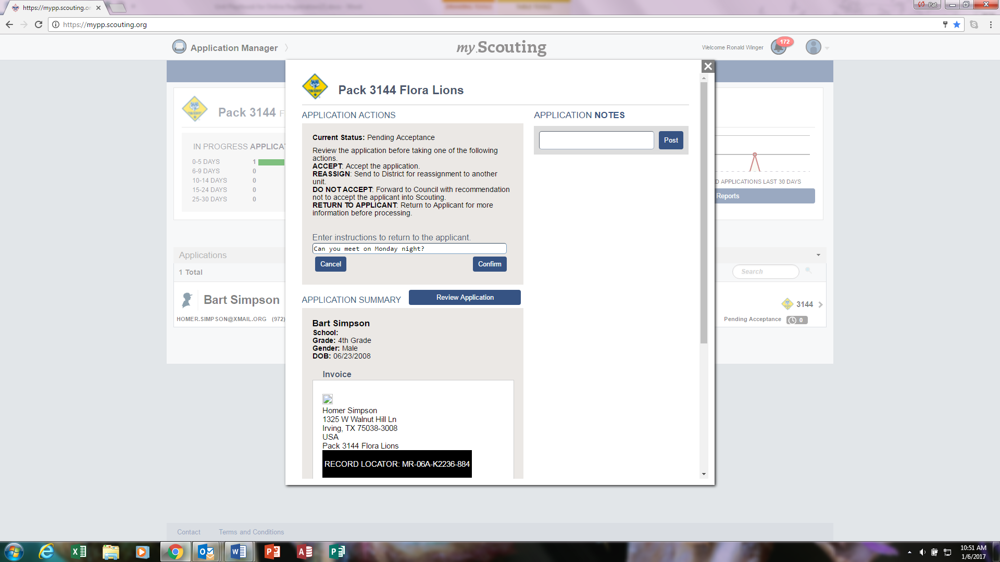 https://mypp.scouting.or
Pat
https://mypp.scouting.org
Application Manager
my.Scouting
Welcome Ronald Winger
172
Pack 3144 F
IN PROGRESS APPLICA
0-5 DAYS 1
6-9 DAYS 0
10-14 DAYS 0
15-24 DAYS 0
25-30 DAYS 0
Pack 3144 Flora Lions
APPLICATION ACTIONS
Current Status: Pending Acceptance
Review the application before taking one of the following
actions.
ACCEPT: Accept the application.
REASSIGN: Send to District for reassignment to another
unit.
DO NOT ACCEPT: Forward to Council with recommendation
not to accept the applicant into Scouting.
RETURN TO APPLICANT: Return to Applicant for more
information before processing.
Enter instructions to return to the applicant.
Can you meet on Monday night?
Cancel
Confirm
APPLICATION NOTES
Post
D APPLICATIONS LAST 30 DAYS
Reports
Applications
1 Total
Search
Bart Simpson
HOMER.SIMPSON@XMAIL.ORG (972)
3144
Pending Acceptance
0
APPLICATION SUMMARY
Review Application
Bart Simpson
School:
Grade: 4th Grade
Gender: Male
DOB: 06/23/2008
Invoice
Homer Simpson
1325 W Walnut Hill Ln
Irving, TX 75038-3008
USA
Pack 3144 Flora Lions
RECORD LOCATOR: MR-06A-K2236-884
Contact
Terms and Conditions
10:51 AM
1/6/2017